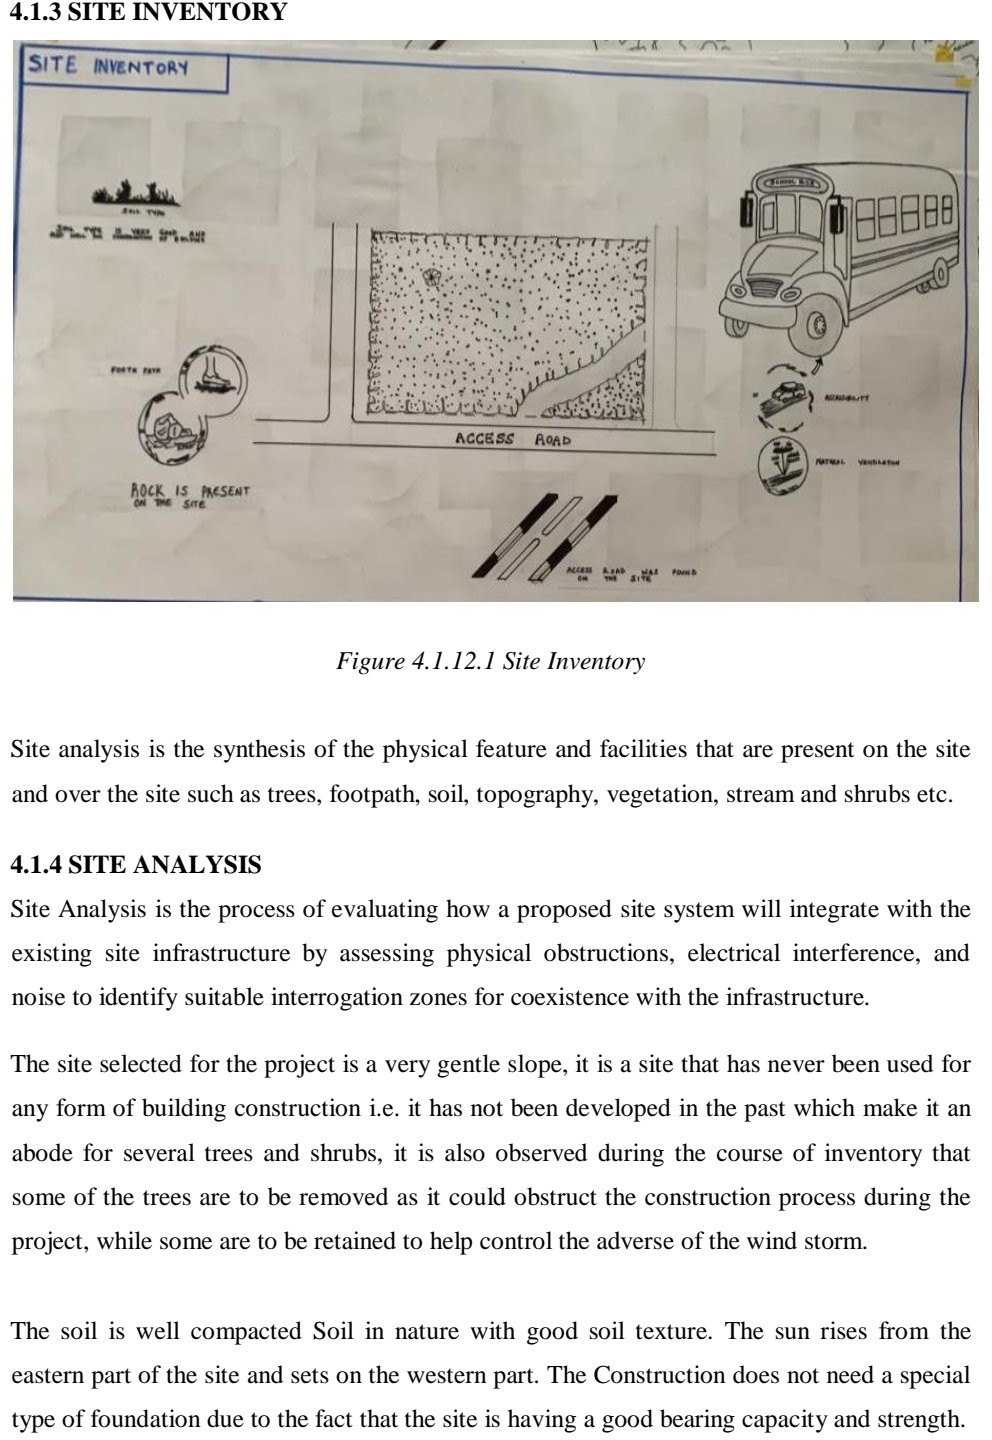 4.1.3 SITE INVENTORY
SITE INVENTORY
SOIL TYPE
SOIL TYPE IS VERY GOOD AND
FORTH PATH
ROCK IS PRESENT
ON THE SITE
ACCESS ROAD
SCHOOL BUS
ACCESSIBILITY
NATURAL VENTILATION
ACCESS ROAD WAS FOUND
ON THE SITE
Figure 4.1.12.1 Site Inventory
Site analysis is the synthesis of the physical feature and facilities that are present on the site
and over the site such as trees, footpath, soil, topography, vegetation, stream and shrubs etc.
4.1.4 SITE ANALYSIS
Site Analysis is the process of evaluating how a proposed site system will integrate with the
existing site infrastructure by assessing physical obstructions, electrical interference, and
noise to identify suitable interrogation zones for coexistence with the infrastructure.
The site selected for the project is a very gentle slope, it is a site that has never been used for
any form of building construction i.e. it has not been developed in the past which make it an
abode for several trees and shrubs, it is also observed during the course of inventory that
some of the trees are to be removed as it could obstruct the construction process during the
project, while some are to be retained to help control the adverse of the wind storm.
The soil is well compacted Soil in nature with good soil texture. The sun rises from the
eastern part of the site and sets on the western part. The Construction does not need a special
type of foundation due to the fact that the site is having a good bearing capacity and strength.